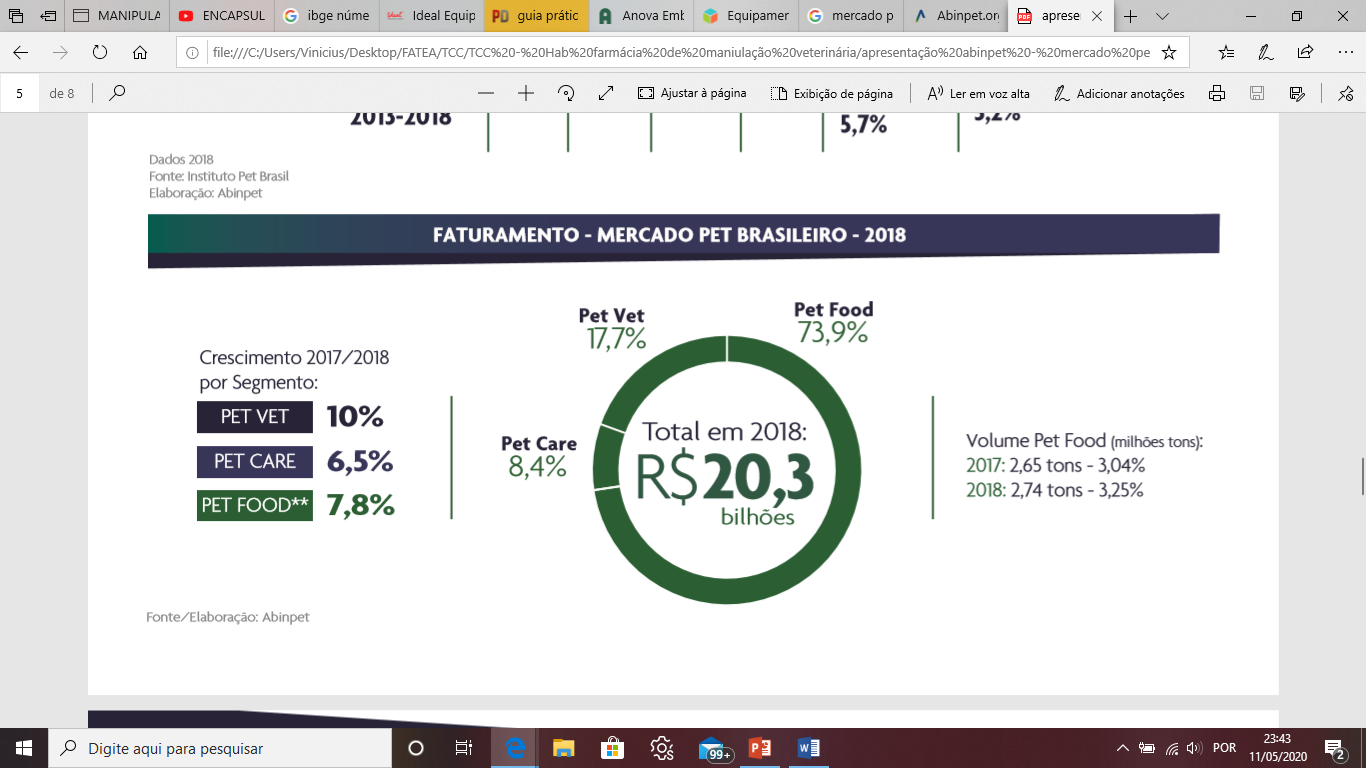 MANIPULA
ENCAPSUL
ibge núme
Ideal Equip
guia prátic
Anova Emb
Equipamer
mercado p
Abinpet.or
apres
file:///C:/Users/Vinicius/Desktop/FATEA/TCC/TCC%20-%20Hab%20farmácia%20de%20maniulação%20veterinária/apresentação%20abinpet%20-%20mercado%20pe
5 de 8
Ajustar à página
Exibição de página
Ler em voz alta
Adicionar anotações
2013-2018
5,7%
5,2%
Dados 2018
Fonte: Instituto Pet Brasil
Elaboração: Abinpet
FATURAMENTO - MERCADO PET BRASILEIRO - 2018
Crescimento 2017/2018
por Segmento:
PET VET 10%
PET CARE 6,5%
PET FOOD** 7,8%
Pet Vet
17,7%
Pet Food
73,9%
Pet Care
8,4%
Total em 2018:
R$20,3
bilhões
Volume Pet Food (milhões tons):
2017: 2,65 tons - 3,04%
2018: 2,74 tons - 3,25%
Fonte/Elaboração: Abinpet
Digite aqui para pesquisar
99+
POR
23:43
11/05/2020
2